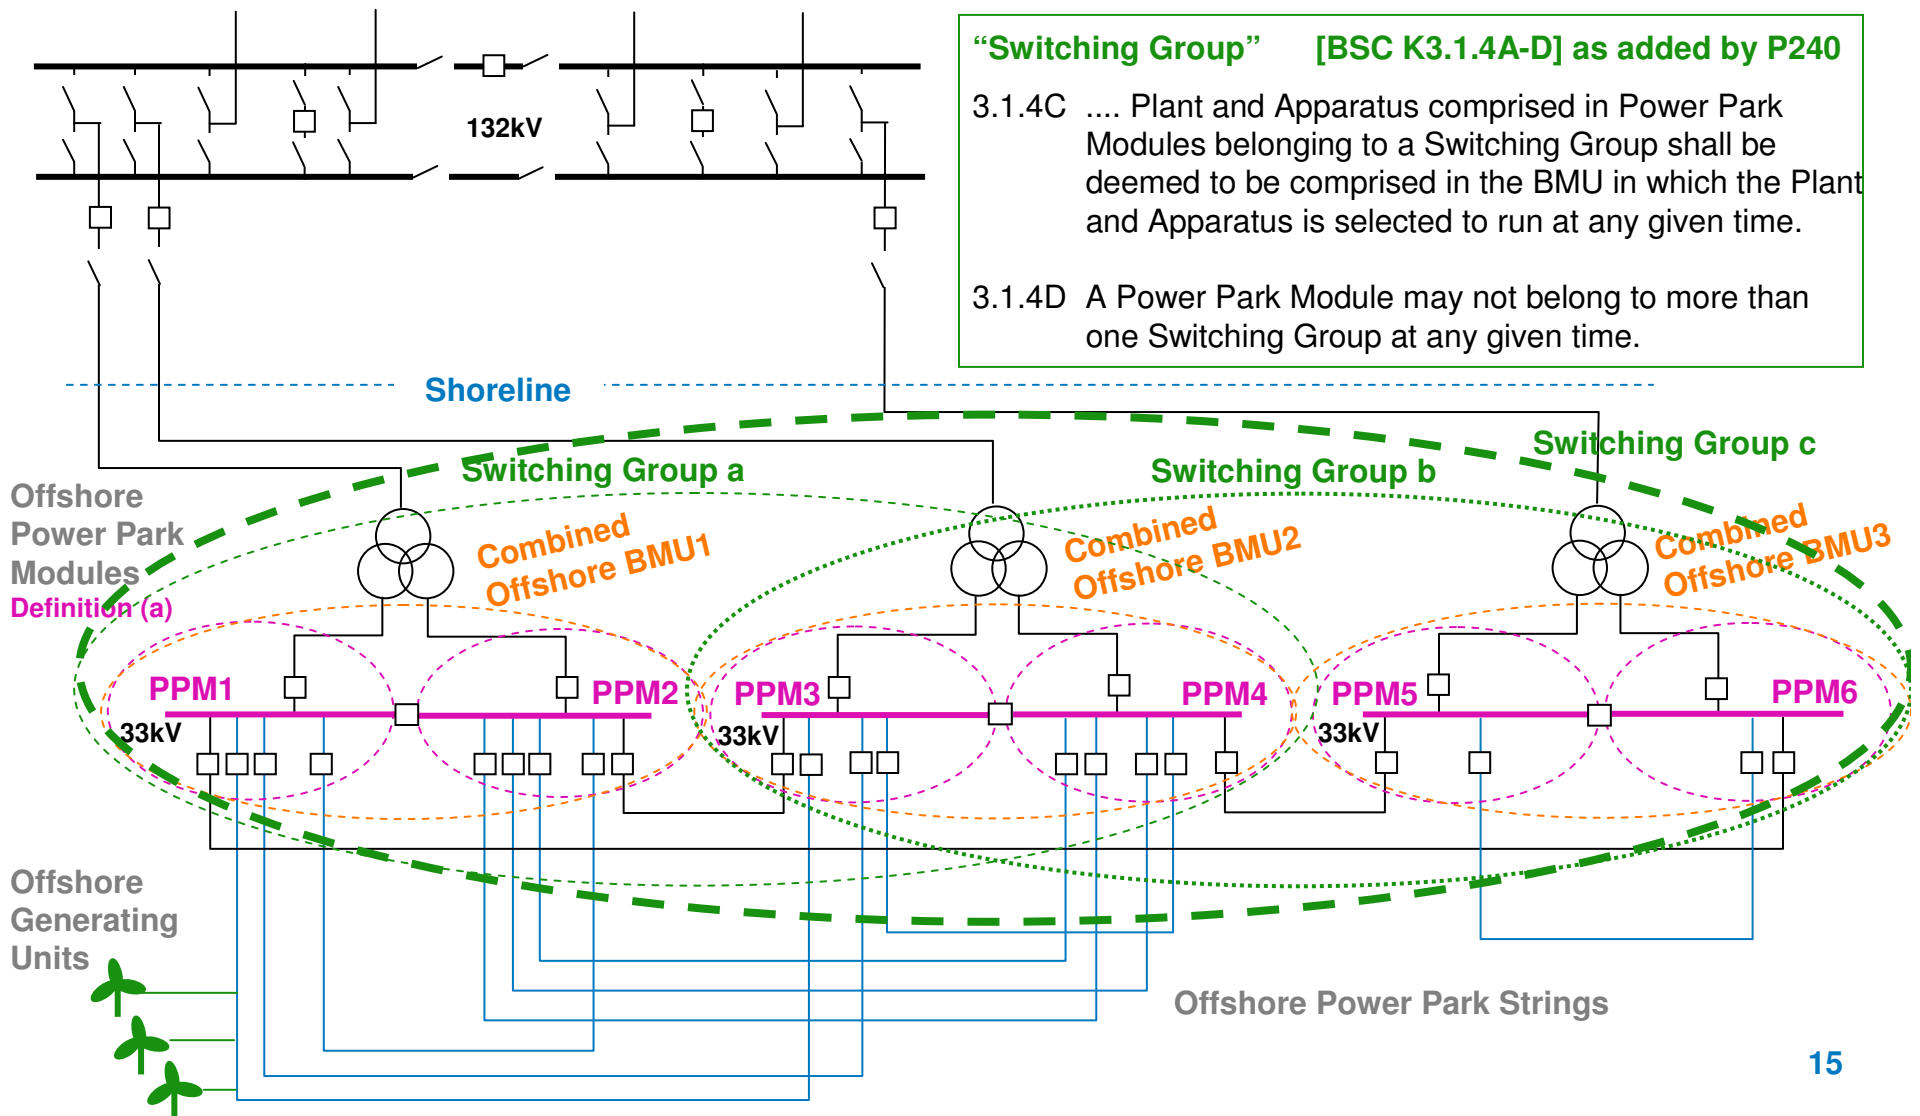 “Switching Group” [BSC K3.1.4A-D] as added by P240
3.1.4C .... Plant and Apparatus comprised in Power Park
Modules belonging to a Switching Group shall be
deemed to be comprised in the BMU in which the Plant
and Apparatus is selected to run at any given time.
3.1.4D A Power Park Module may not belong to more than
one Switching Group at any given time.
132kV
Shoreline
Switching Group a
Switching Group b
Switching Group c
Offshore
Power Park
Modules
Definition (a)
Combined
Offshore BMU1
Combined
Offshore BMU2
Combined
Offshore BMU3
PPM1
PPM2
PPM3
PPM4
PPM5
PPM6
33kV
33kV
33kV
Offshore
Generating
Units
Offshore Power Park Strings
15